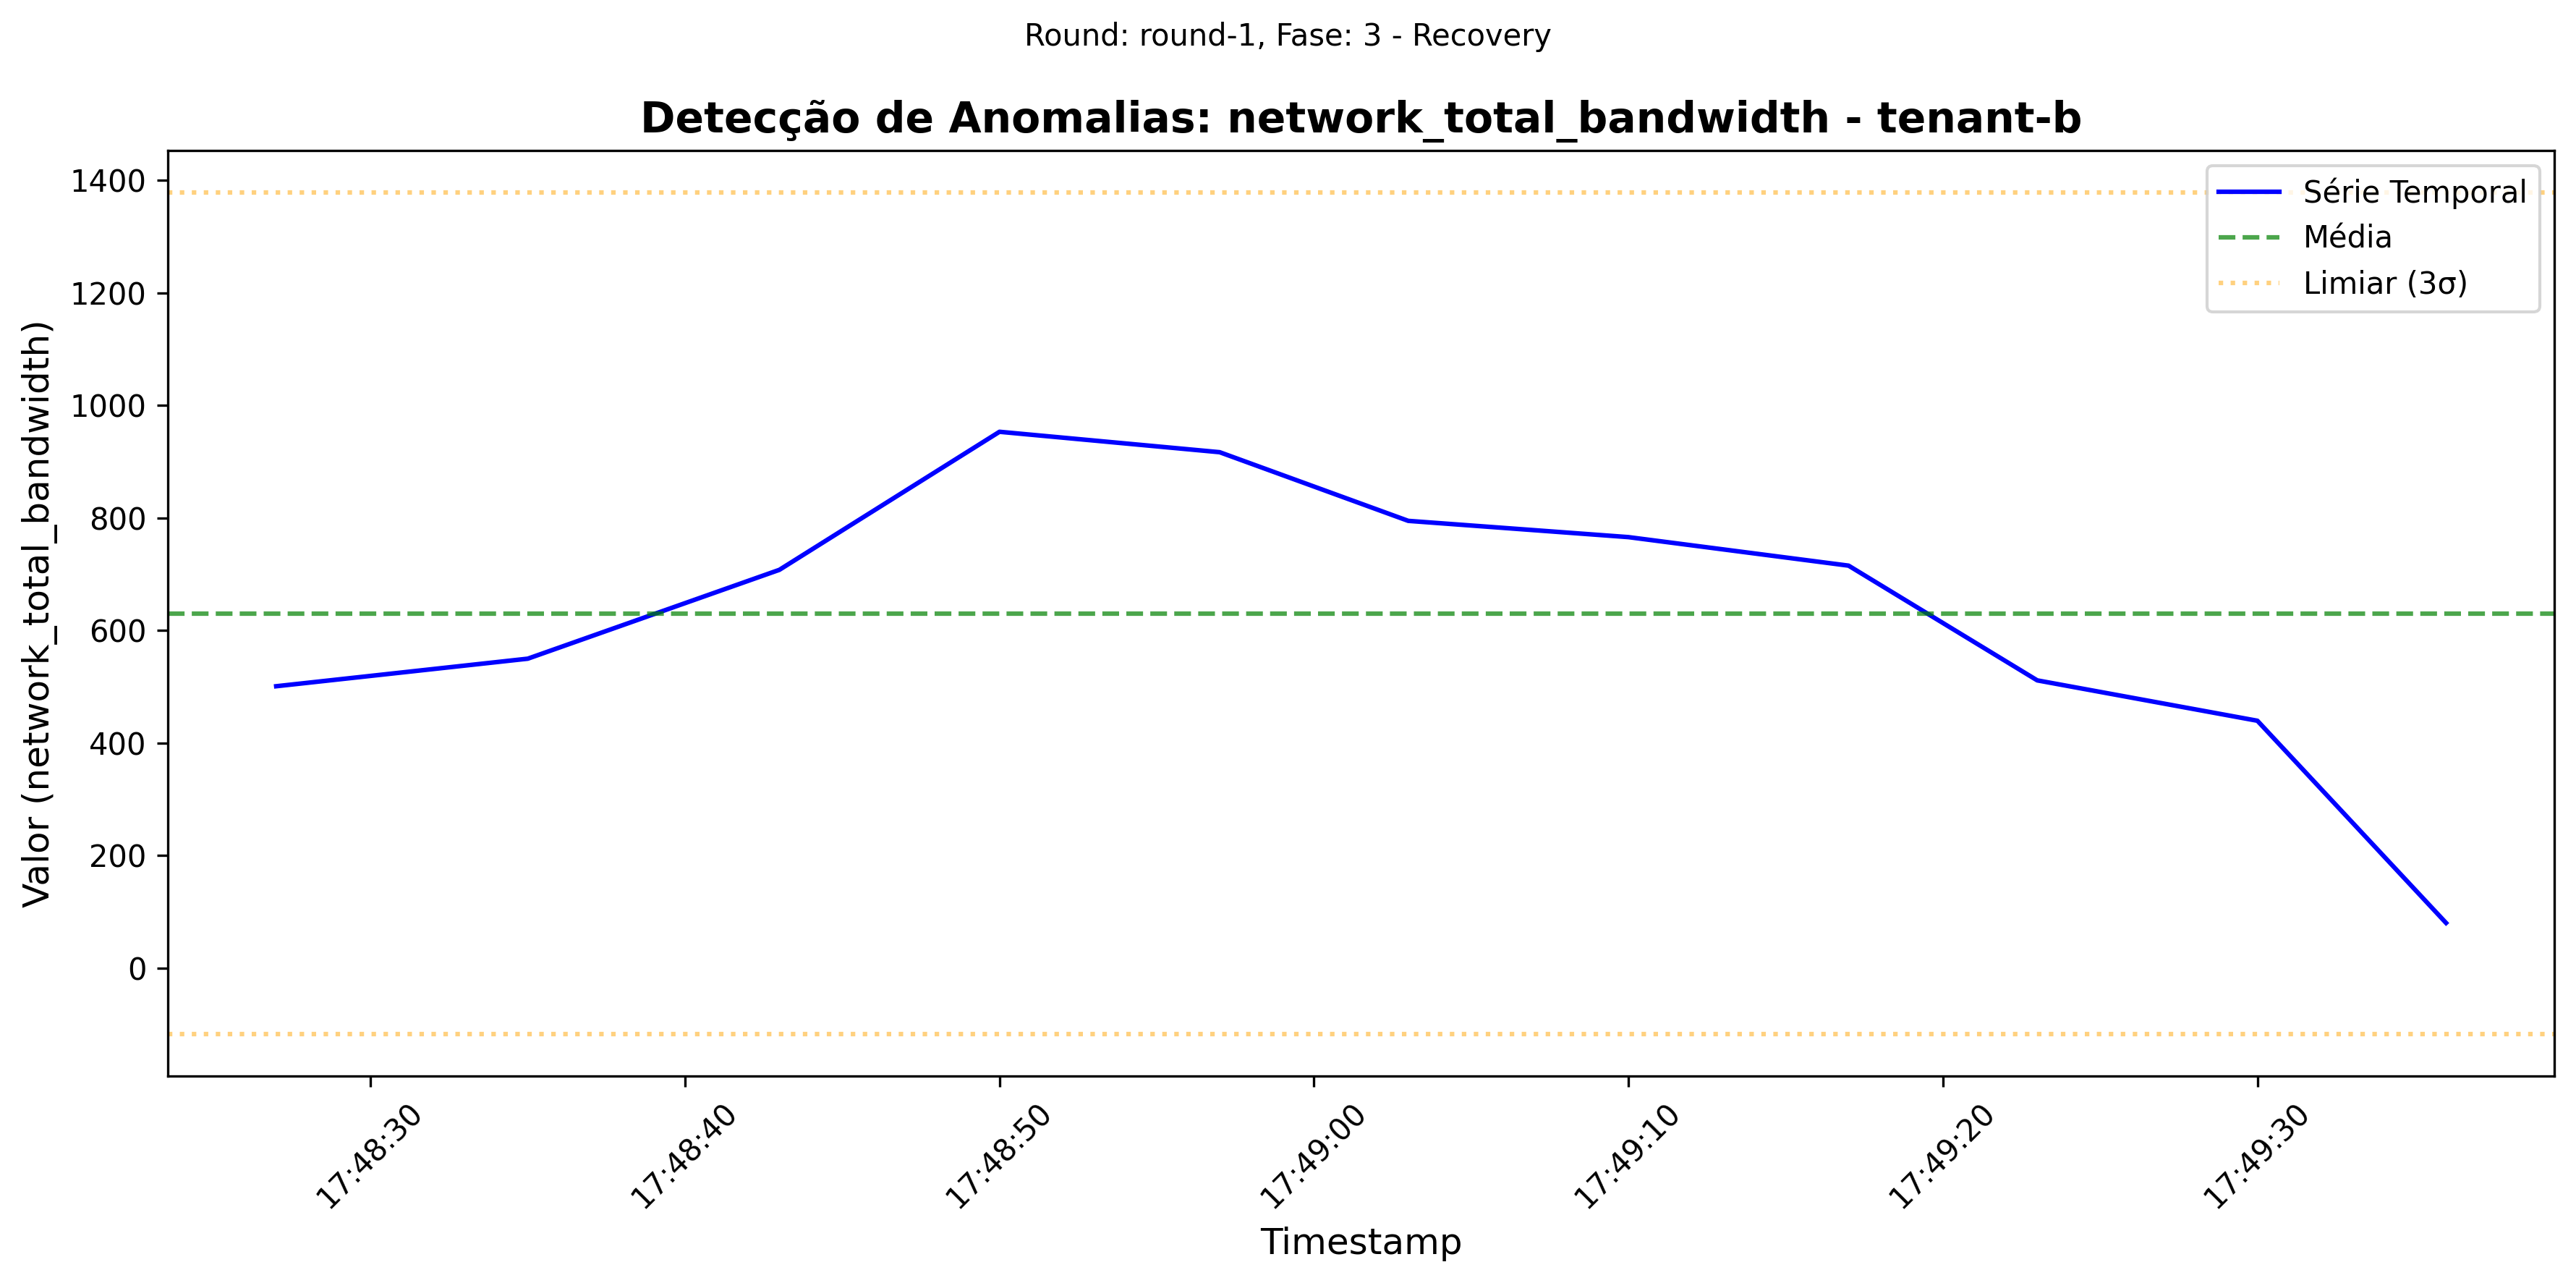 Round: round-1, Fase: 3 - Recovery
Detecção de Anomalias: network_total_bandwidth - tenant-b
Série Temporal
Média
Limiar (3σ)
Valor (network_total_bandwidth)
1400
1200
1000
800
600
400
200
0
17:48:30
17:48:40
17:48:50
17:49:00
17:49:10
17:49:20
17:49:30
Timestamp